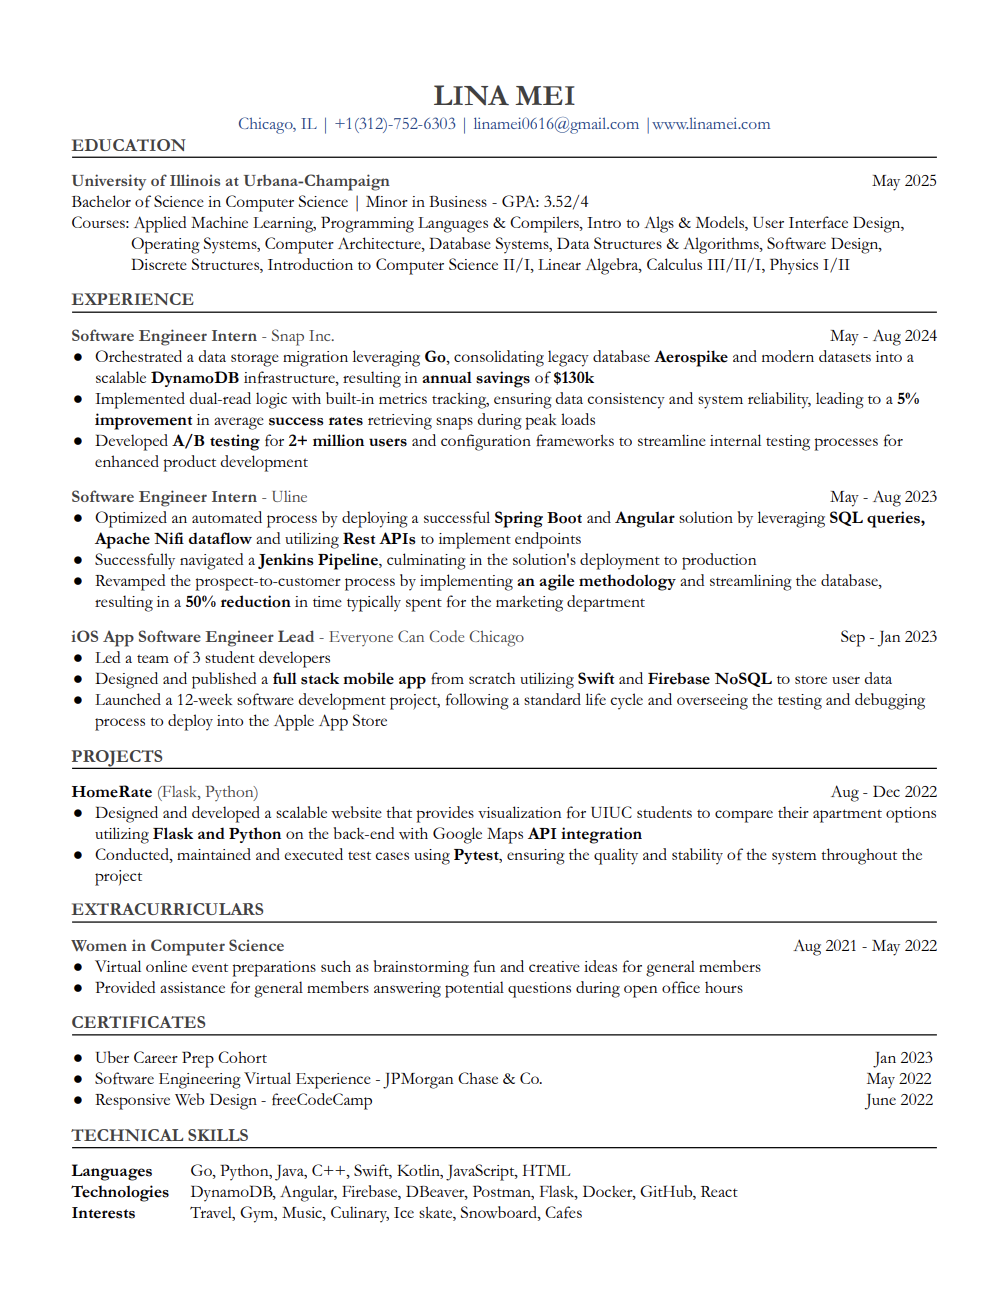 LINA MEI
Chicago, IL | +1(312)-752-6303 | linamei0616@gmail.com |www.linamei.com
EDUCATION
University of Illinois at Urbana-Champaign May 2025
Bachelor of Science in Computer Science | Minor in Business - GPA: 3.52/4
Courses: Applied Machine Learning, Programming Languages & Compilers, Intro to Algs & Models, User Interface Design,
Operating Systems, Computer Architecture, Database Systems, Data Structures & Algorithms, Software Design,
Discrete Structures, Introduction to Computer Science II/I, Linear Algebra, Calculus III/II/I, Physics I/II
EXPERIENCE
Software Engineer Intern - Snap Inc. May - Aug 2024
● Orchestrated a data storage migration leveraging Go, consolidating legacy database Aerospike and modern datasets into a
scalable DynamoDB infrastructure, resulting in annual savings of $130k
● Implemented dual-read logic with built-in metrics tracking, ensuring data consistency and system reliability, leading to a 5%
improvement in average success rates retrieving snaps during peak loads
● Developed A/B testing for 2+ million users and configuration frameworks to streamline internal testing processes for
enhanced product development
Software Engineer Intern - Uline May - Aug 2023
● Optimized an automated process by deploying a successful Spring Boot and Angular solution by leveraging SQL queries,
Apache Nifi dataflow and utilizing Rest APIs to implement endpoints
● Successfully navigated a Jenkins Pipeline, culminating in the solution's deployment to production
● Revamped the prospect-to-customer process by implementing an agile methodology and streamlining the database,
resulting in a 50% reduction in time typically spent for the marketing department
iOS App Software Engineer Lead - Everyone Can Code Chicago Sep - Jan 2023
● Led a team of 3 student developers
● Designed and published a full stack mobile app from scratch utilizing Swift and Firebase NoSQL to store user data
● Launched a 12-week software development project, following a standard life cycle and overseeing the testing and debugging
process to deploy into the Apple App Store
PROJECTS
HomeRate (Flask, Python) Aug - Dec 2022
● Designed and developed a scalable website that provides visualization for UIUC students to compare their apartment options
utilizing Flask and Python on the back-end with Google Maps API integration
● Conducted, maintained and executed test cases using Pytest, ensuring the quality and stability of the system throughout the
project
EXTRACURRICULARS
Women in Computer Science Aug 2021 - May 2022
● Virtual online event preparations such as brainstorming fun and creative ideas for general members
● Provided assistance for general members answering potential questions during open office hours
CERTIFICATES
● Uber Career Prep Cohort Jan 2023
● Software Engineering Virtual Experience - JPMorgan Chase & Co. May 2022
● Responsive Web Design - freeCodeCamp June 2022
TECHNICAL SKILLS
Languages Go, Python, Java, C++, Swift, Kotlin, JavaScript, HTML
Technologies DynamoDB, Angular, Firebase, DBeaver, Postman, Flask, Docker, GitHub, React
Interests Travel, Gym, Music, Culinary, Ice skate, Snowboard, Cafes